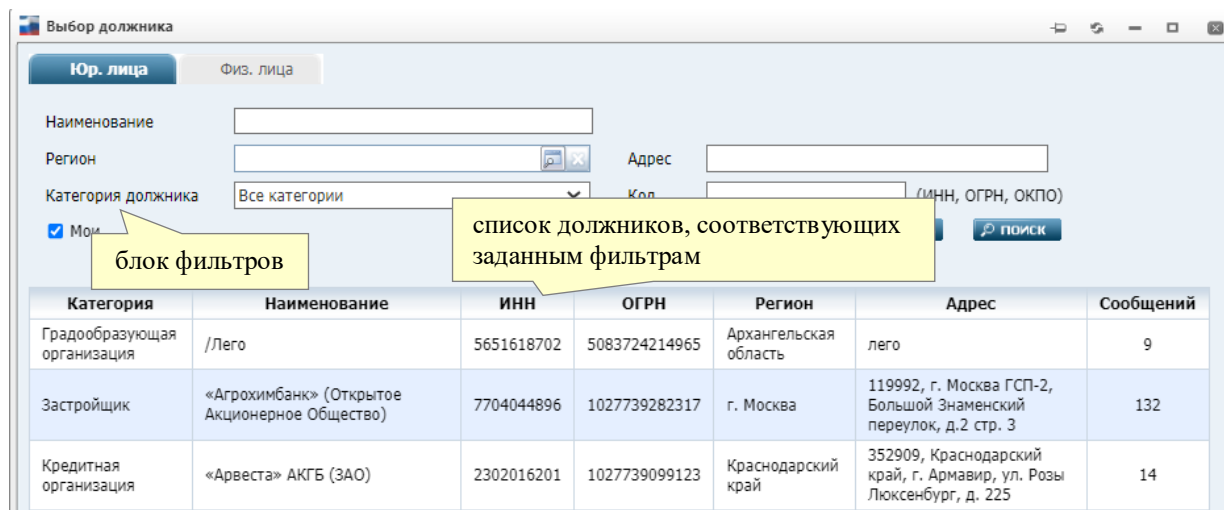 Выбор должника
Юр. лица Физ. лица
Наименование
Регион Адрес
Категория должника Все категории Код (ИНН, ОГРН, ОКПО)
Мои ПОИСК
блок фильтров
список должников, соответствующих
заданным фильтрам
Категория Наименование ИНН ОГРН Регион Адрес Сообщений
Градообразующая
организация
/Лего 5651618702 5083724214965
Архангельская
область
лего 9
Застройщик
«Агрохимбанк» (Открытое
Акционерное Общество)
7704044896 1027739282317 г. Москва
119992, г. Москва ГСП-2,
Большой Знаменский
переулок, д.2 стр. 3
132
Кредитная
организация
«Арвеста» АКГБ (ЗАО) 2302016201 1027739099123
Краснодарский
край
352909, Краснодарский
край, г. Армавир, ул. Розы
Люксенбург, д. 225
14